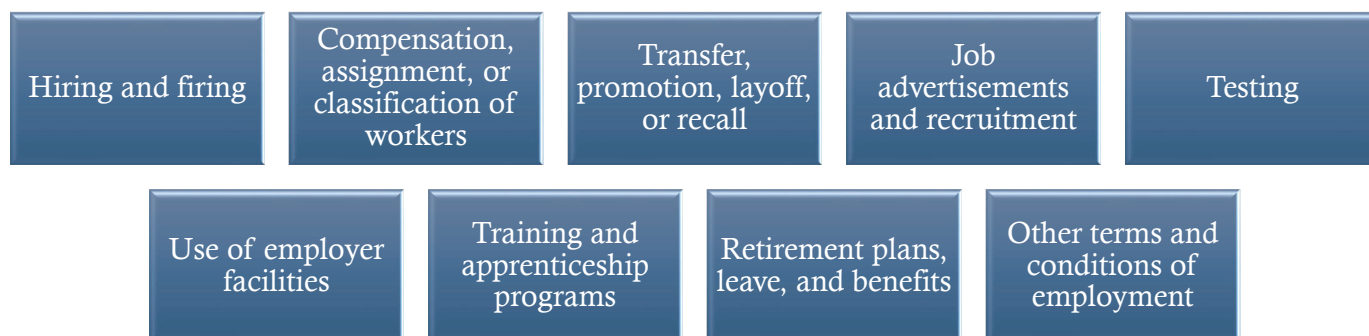 Hiring and firing
Compensation,
assignment, or
classification of
workers
Transfer,
promotion, layoff,
or recall
Job
advertisements
and recruitment
Testing
Use of employer
facilities
Training and
apprenticeship
programs
Retirement plans,
leave, and benefits
Other terms and
conditions of
employment